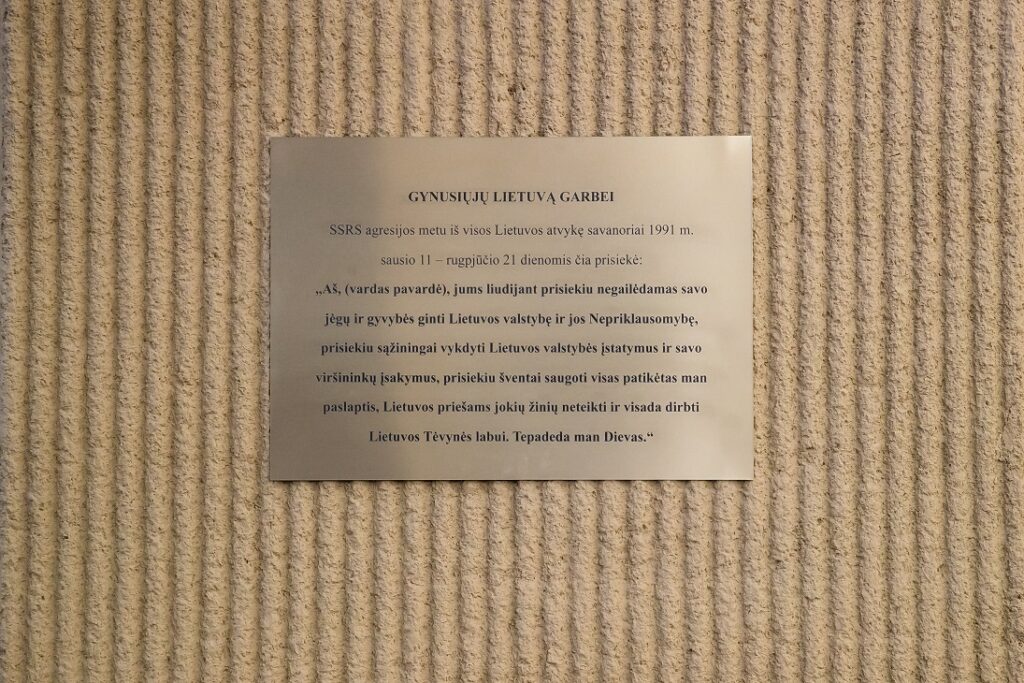 GYNUSIŲJŲ LIETUVĄ GARBEI
SSRS agresijos metu iš visos Lietuvos atvykę savanoriai 1991 m.
sausio 11 – rugpjūčio 21 dienomis čia prisiekė:
„Aš, (vardas pavardė), jums liudijant prisiekiu negailėdamas savo
jėgų ir gyvybės ginti Lietuvos valstybę ir jos Nepriklausomybę,
prisiekiu sąžiningai vykdyti Lietuvos valstybės įstatymus ir savo
viršininkų įsakymus, prisiekiu šventai saugoti visas patikėtas man
paslaptis, Lietuvos priešams jokių žinių neteikti ir visada dirbti
Lietuvos Tėvynės labui. Tepadeda man Dievas.“